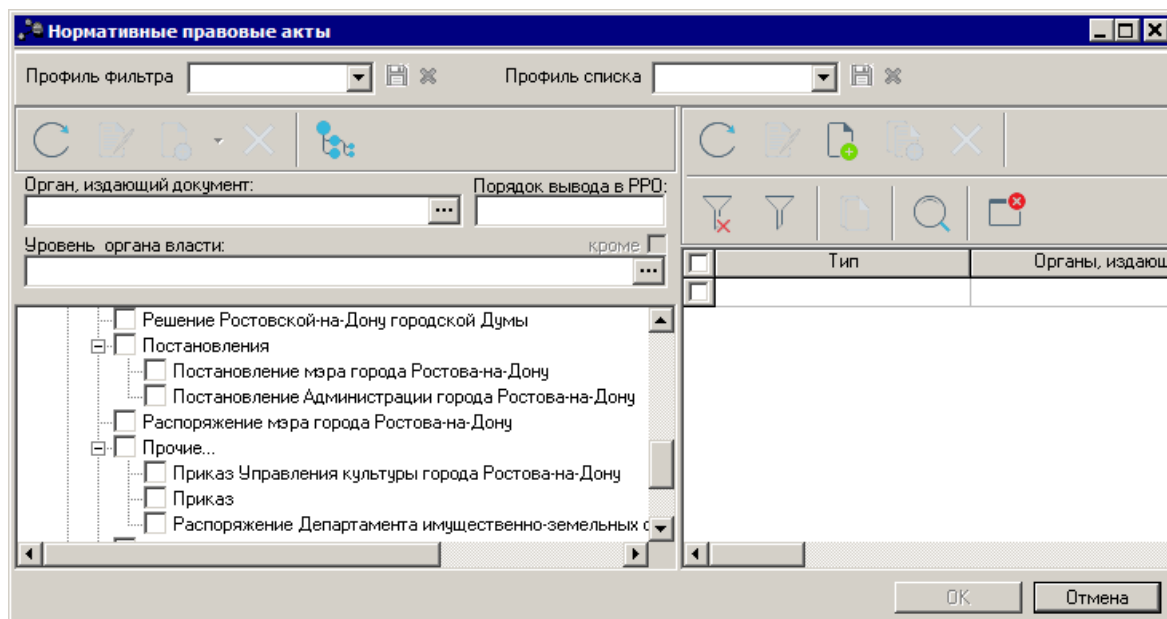 Нормативные правовые акты
Профиль фильтра
Профиль списка
Орган, издающий документ:
Порядок вывода в РРО:
Уровень органа власти:
кроме
Тип
Органы, издающ
Решение Ростовской-на-Дону городской Думы
Постановления
Постановление мэра города Ростова-на-Дону
Постановление Администрации города Ростова-на-Дону
Распоряжение мэра города Ростова-на-Дону
Прочие...
Приказ Управления культуры города Ростова-на-Дону
Приказ
Распоряжение Департамента имущественно-земельных
OK
Отмена